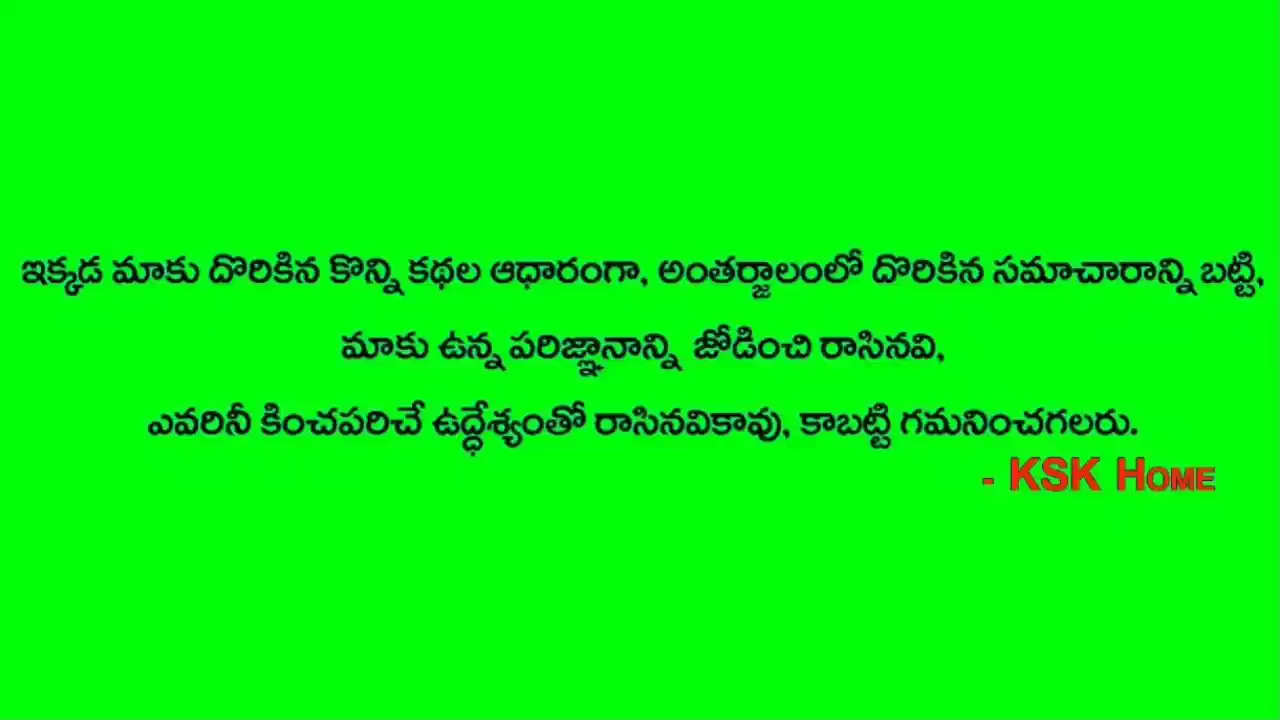 ఇక్కడ మాకు దొరికిన కొన్ని కథల ఆధారంగా, అంతర్జాలంలో దొరికిన సమాచారాన్ని బట్టి,
మాకు ఉన్న పరిజ్ఞానాన్ని జోడించి రాసినవి,
ఎవరినీ కించపరిచే ఉద్ధేశ్యంతో రాసినవికావు, కాబట్టి గమనించగలరు.
- KSK HOME